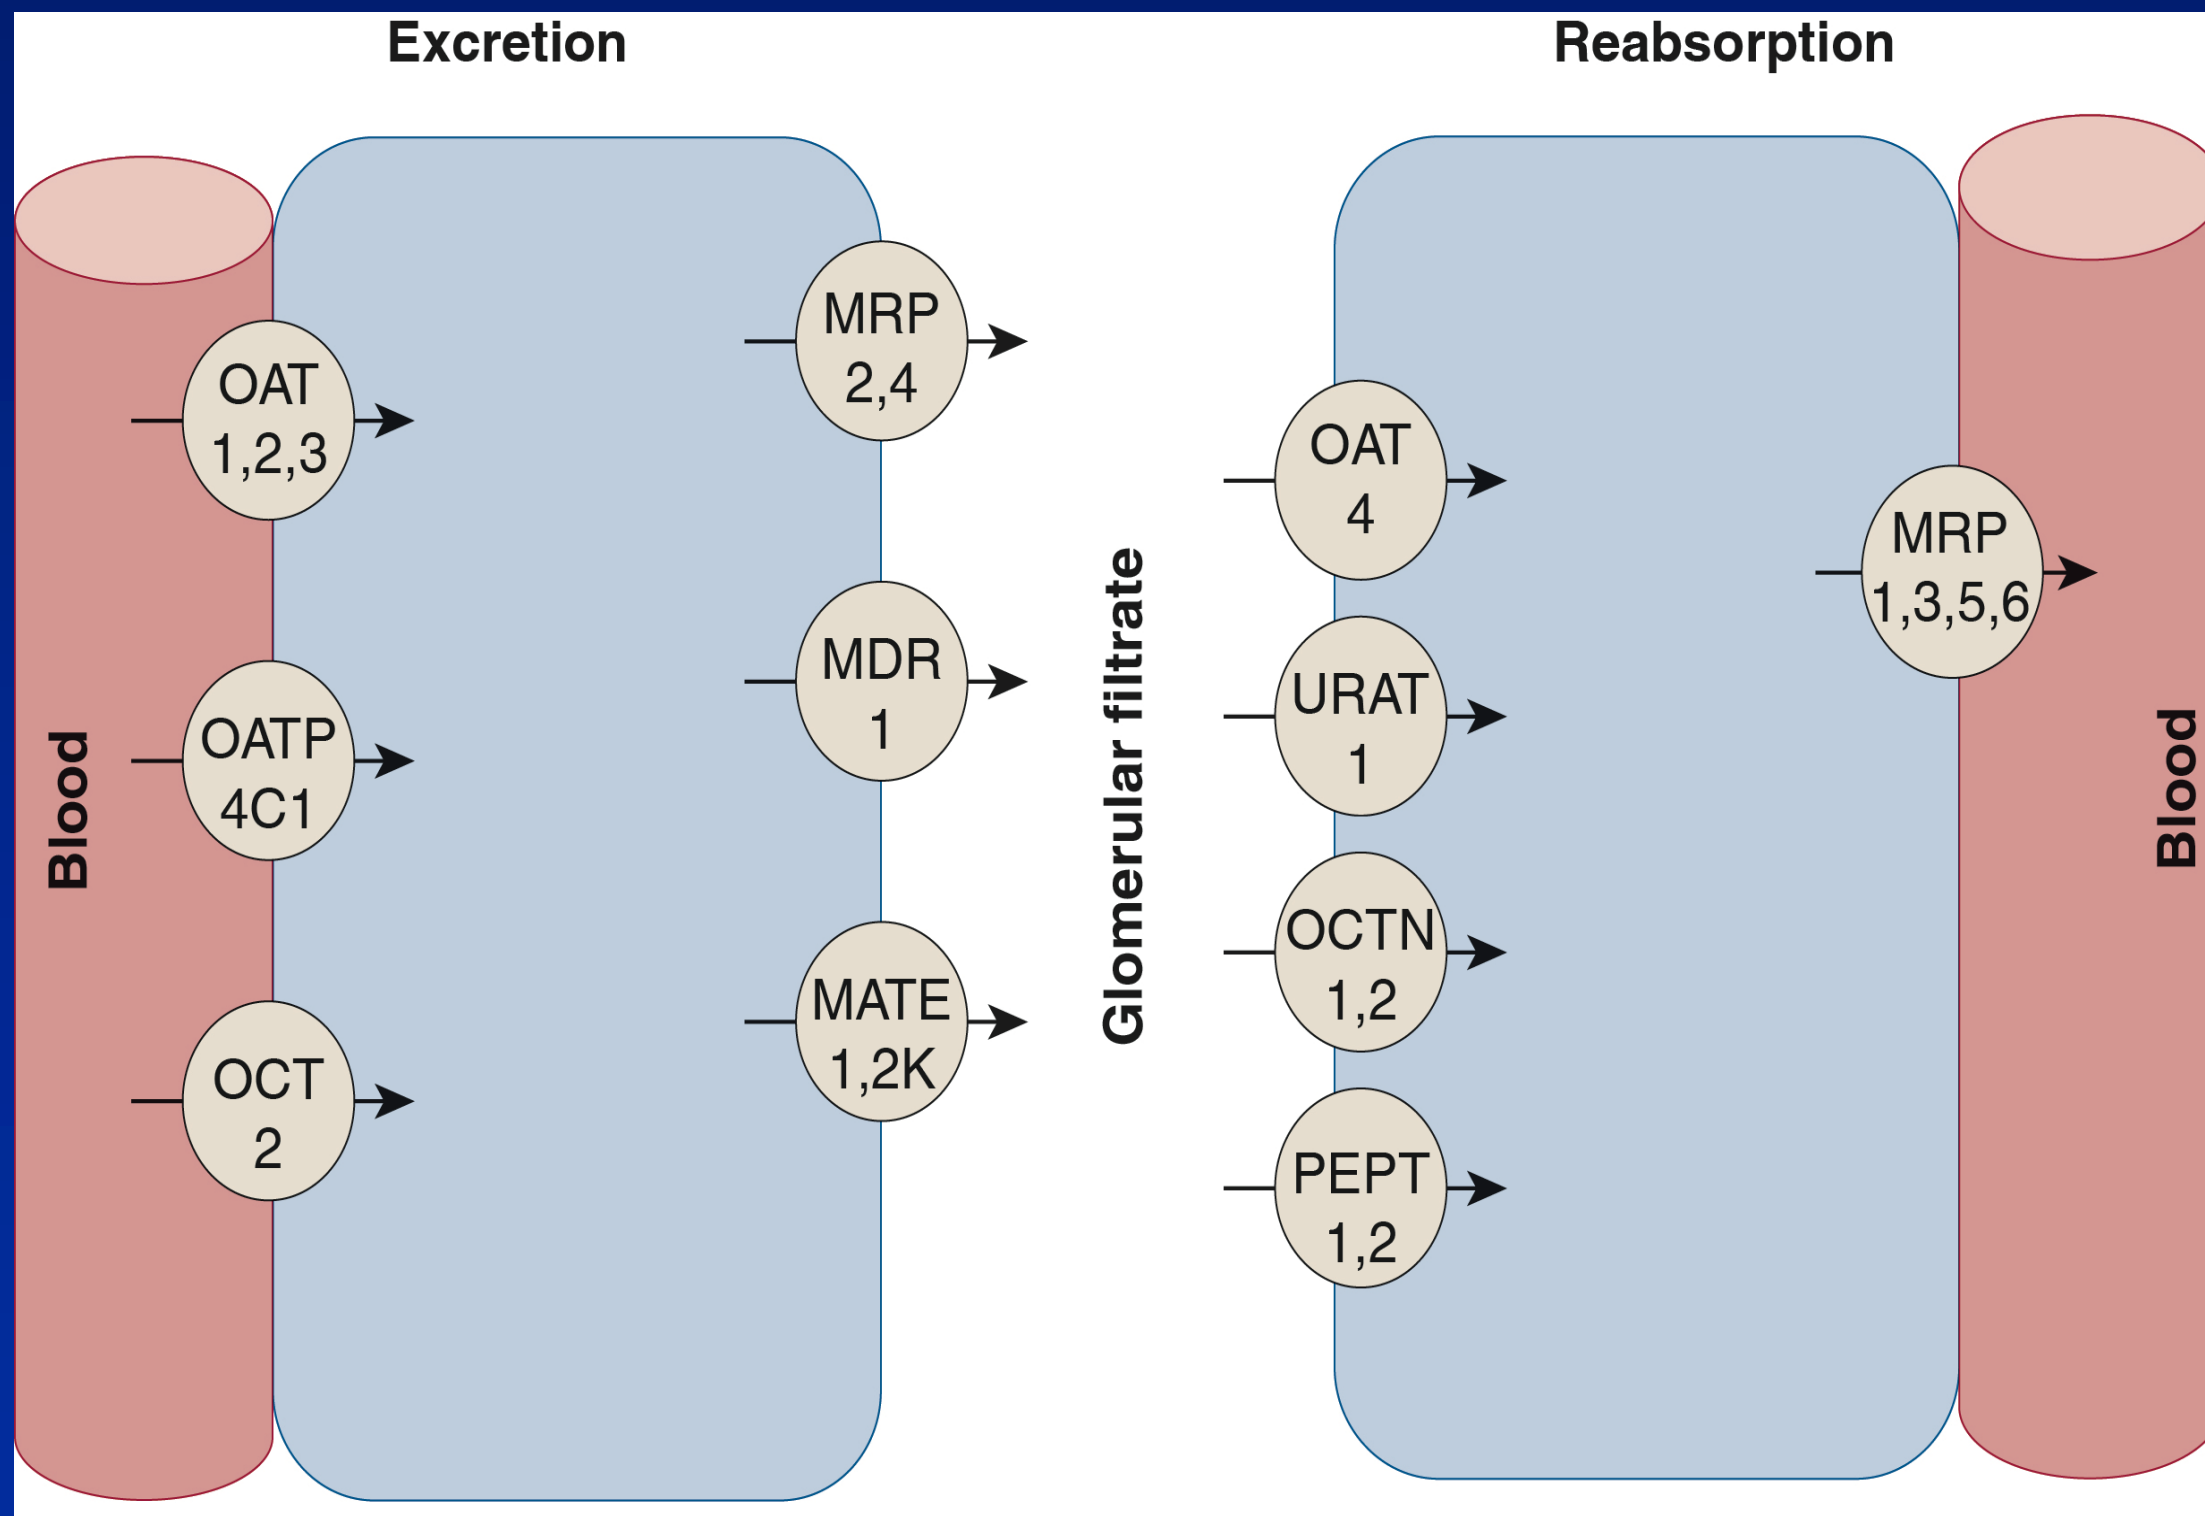 Excretion
Reabsorption
Blood
OAT
1,2,3
OATP
4C1
OCT
2
MRP
2,4
MDR
1
MATE
1,2K
Glomerular filtrate
OAT
4
URAT
1
OCTN
1,2
PEPT
1,2
MRP
1,3,5,6
Blood